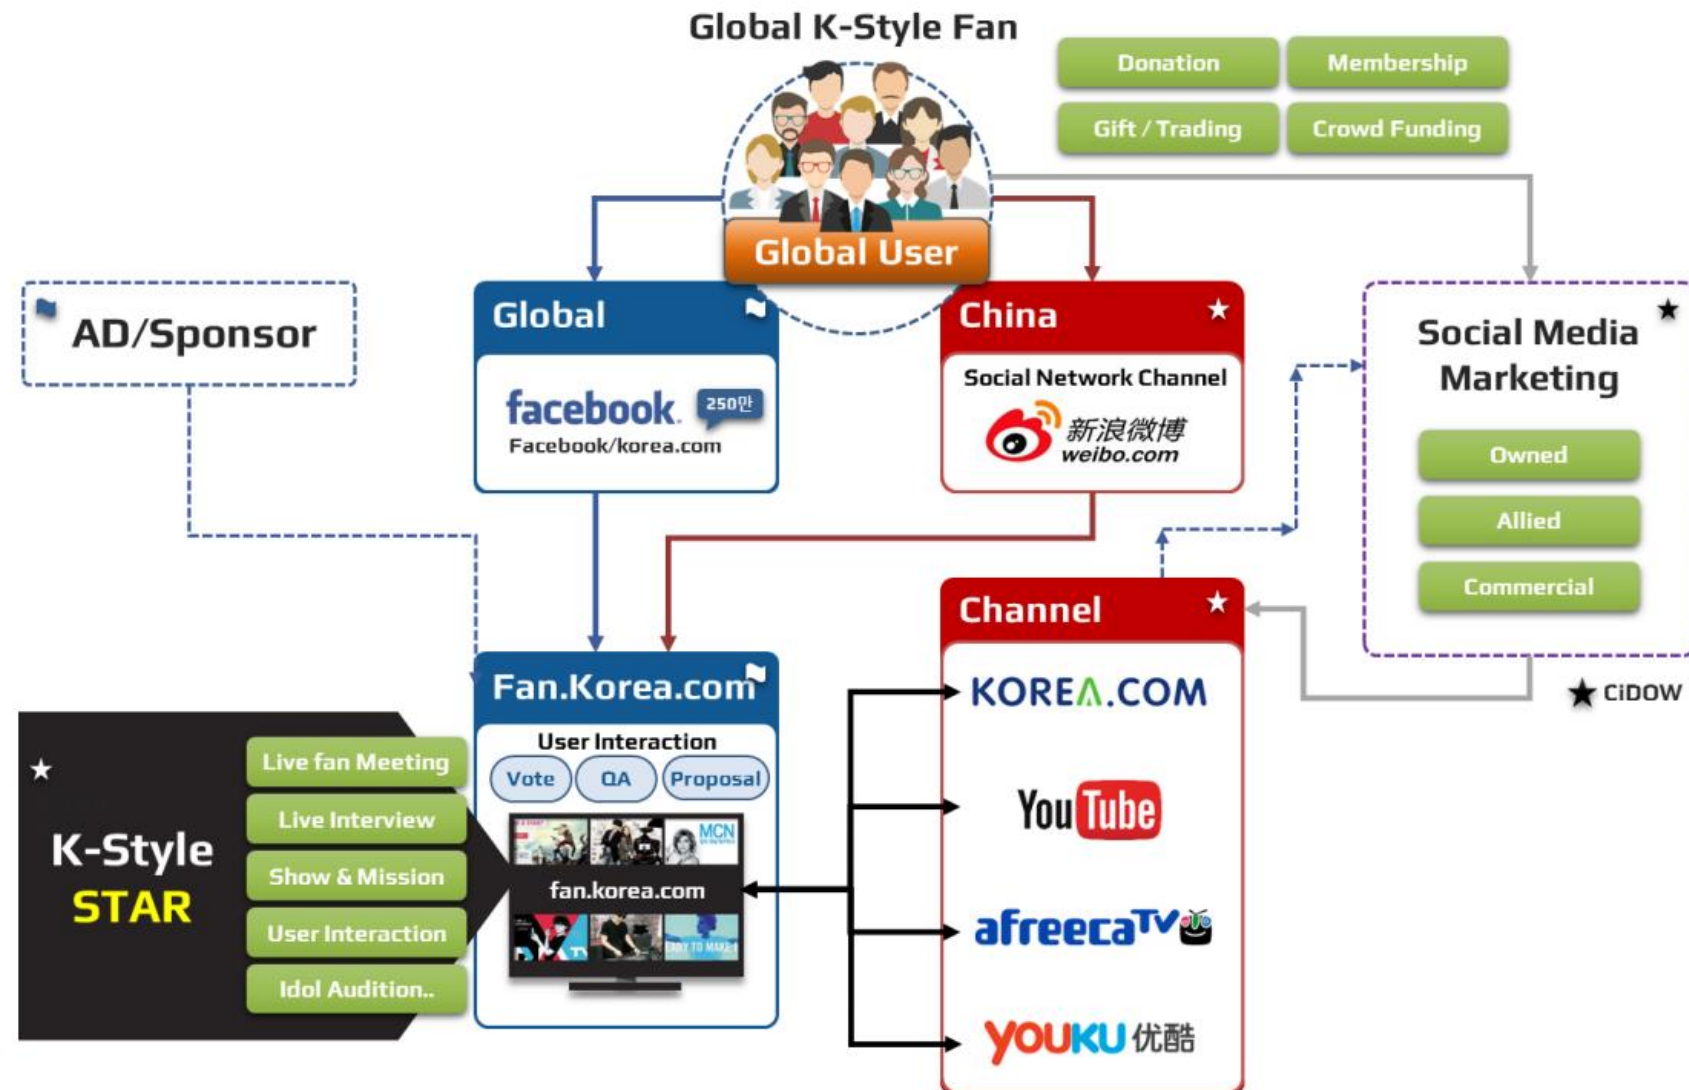 Global K-Style Fan
Donation
Membership
Gift / Trading
Crowd Funding
Global User
AD/Sponsor
Global
facebook.
250만
Facebook/korea.com
China
Social Network Channel
新浪微博
weibo.com
Social Media
Marketing
Owned
Allied
Commercial
CiDOW
Fan.Korea.com
User Interaction
Vote
QA
Proposal
MCN
fan.korea.com
EADY TO MAKE
K-Style
STAR
Live fan Meeting
Live Interview
Show & Mission
User Interaction
Idol Audition..
Channel
KOREA.COM
YouTube
afreecaTV
YOUKU 优酷